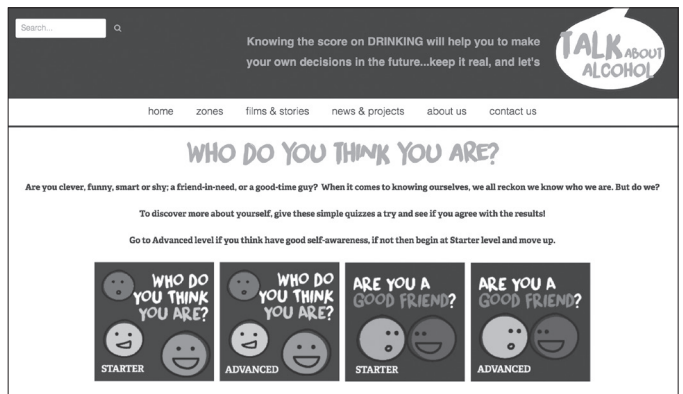 Search...
Knowing the score on DRINKING will help you to make
your own decisions in the future...keep it real, and let's
TALK ABOUT
ALCOHOL
home zones films & stories news & projects about us contact us
WHO DO YOU THINK YOU ARE?
Are you clever, funny, smart or shy; a friend-in-need, or a good-time guy? When it comes to knowing ourselves, we all reckon we know who we are. But do we?
To discover more about yourself, give these simple quizzes a try and see if you agree with the results!
Go to Advanced level if you think have good self-awareness, if not then begin at Starter level and move up.
WHO DO
YOU THINK
YOU ARE?
STARTER
WHO DO
YOU THINK
YOU ARE?
ADVANCED
ARE YOU A
GOOD FRIEND?
STARTER
ARE YOU A
GOOD FRIEND?
ADVANCED